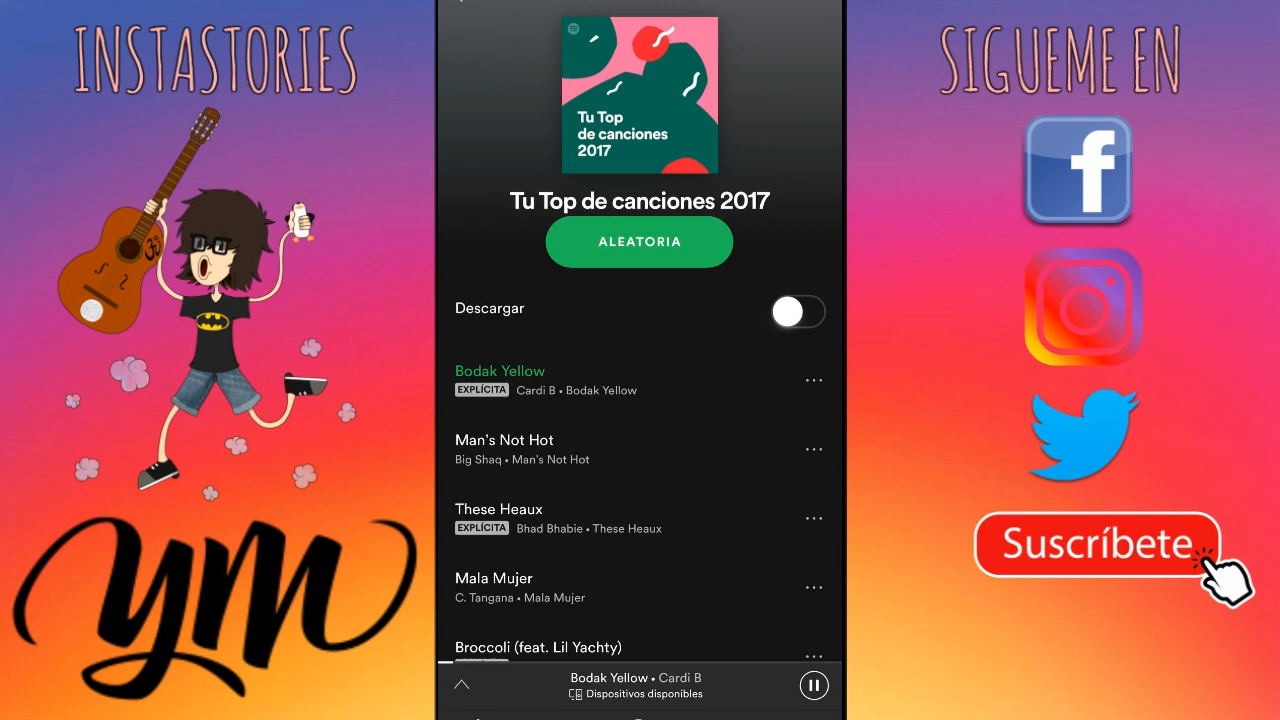 INSTASTORIES
ym
Tu Top
de canciones
2017
Tu Top de canciones 2017
ALEATORIA
Descargar
Bodak Yellow
EXPLÍCITA Cardi B • Bodak Yellow
Man's Not Hot
Big Shaq • Man's Not Hot
These Heaux
EXPLÍCITA Bhad Bhabie • These Heaux
Mala Mujer
C. Tangana • Mala Mujer
Broccoli (feat. Lil Yachty)
Bodak Yellow • Cardi B
Dispositivos disponibles
SIGUEME EN
f
Suscríbete